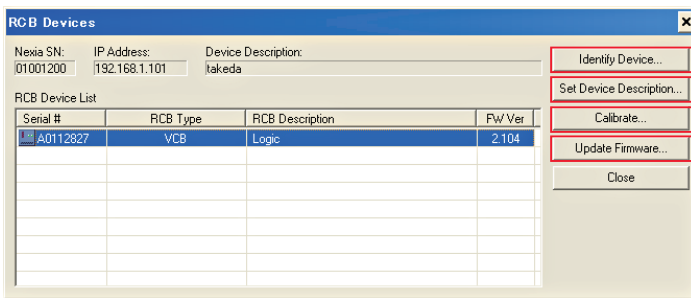 RCB Devices
Nexia SN: IP Address: Device Description:
01001200 192.168.1.101 takeda
Identify Device...
Set Device Description...
RCB Device List
Serial # RCB Type RCB Description FW Ver
Calibrate...
A0112827 VCB Logic 2.104
Update Firmware...
Close